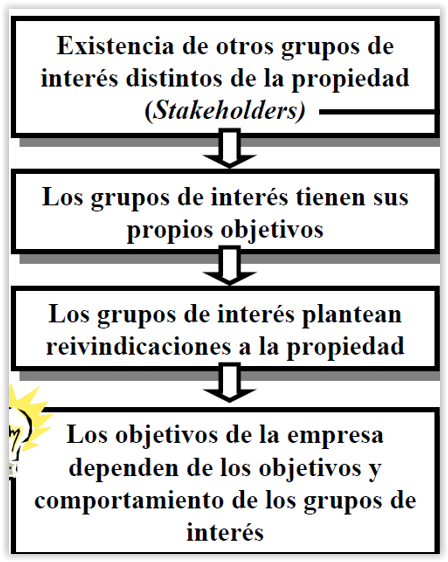 Existencia de otros grupos de
interés distintos de la propiedad
(Stakeholders)
Los grupos de interés tienen sus
propios objetivos
Los grupos de interés plantean
reivindicaciones a la propiedad
Los objetivos de la empresa
dependen de los objetivos y
comportamiento de los grupos de
interés